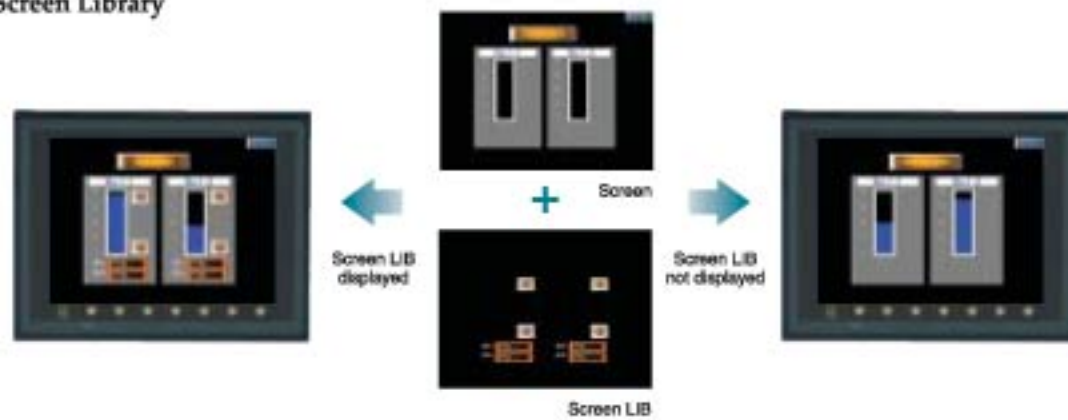 Screen Library
Screen
Screen LIB
displayed
Screen LIB
not displayed
Screen LIB